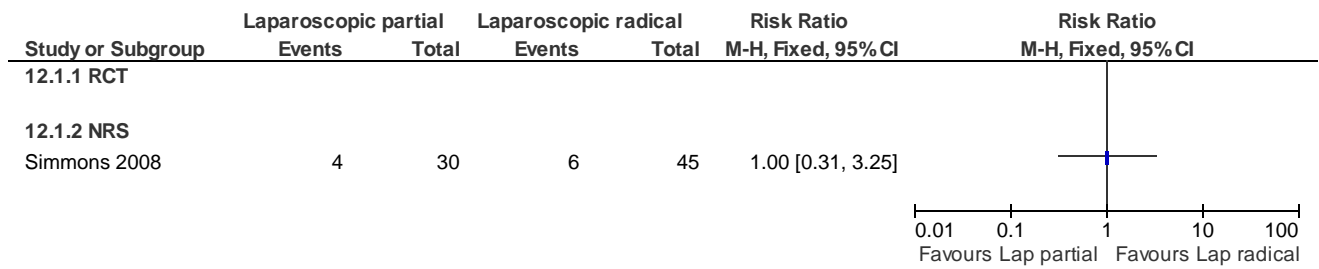 Laparoscopic partial Laparoscopic radical Risk Ratio Risk Ratio
Study or Subgroup Events Total Events Total M-H, Fixed, 95% CI M-H, Fixed, 95% CI
12.1.1 RCT
12.1.2 NRS
Simmons 2008 4 30 6 45 1.00 [0.31, 3.25]
0.01 0.1 1 10 100
Favours Lap partial Favours Lap radical